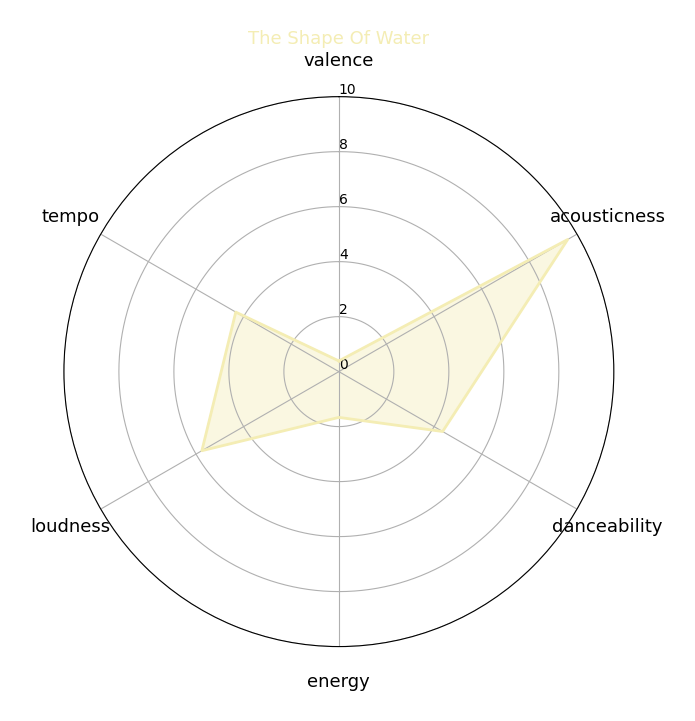 The Shape Of Water
valence
10
8
tempo
acousticness
6
4
2
0
loudness
danceability
energy